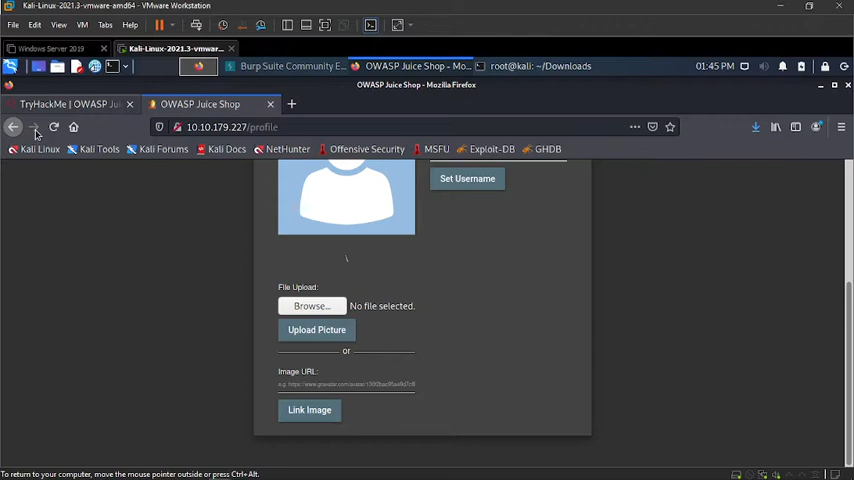 Kali-Linux-2021.3-vmware-amd64 - VMware Workstation
File Edit View VM Tabs Help
Windows Server 2019 Kali-Linux-2021.3-vmwar...
Burp Suite Community E... OWASP Juice Shop - Mo... root@kali: ~/Downloads 01:45 PM
OWASP Juice Shop - Mozilla Firefox
TryHackMe | OWASP Jui OWASP Juice Shop
10.10.179.227/profile
Kali Linux Kali Tools Kali Forums Kali Docs NetHunter Offensive Security MSFU Exploit-DB GHDB
Set Username
\
File Upload:
Browse... No file selected.
Upload Picture
or
Image URL:
e.g. https://www.gravatar.com/avatar/
Link Image
To return to your computer, move the mouse pointer outside or press Ctrl+Alt.